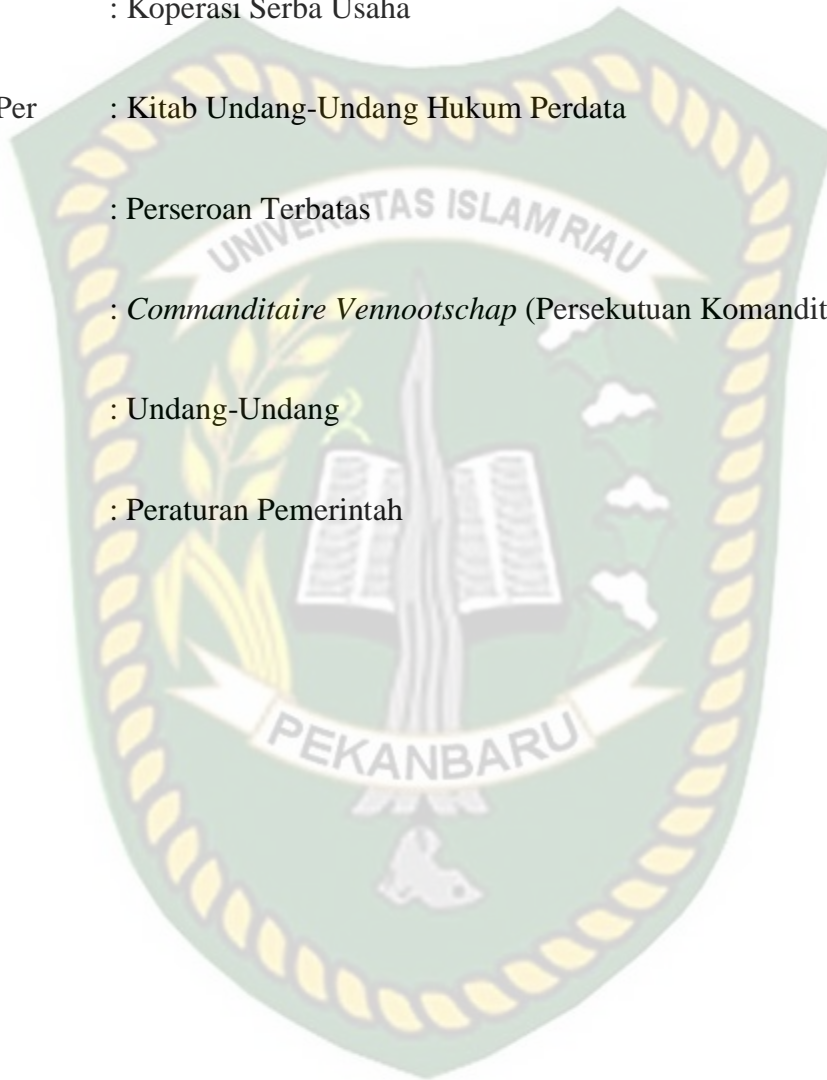 : Koperasi Serba Usaha
Per : Kitab Undang-Undang Hukum Perdata
: Perseroan Terbatas
UNIVERSITAS ISLAM RIAU
: Commanditaire Vennootschap (Persekutuan Komandit
: Undang-Undang
: Peraturan Pemerintah
PEKANBARU